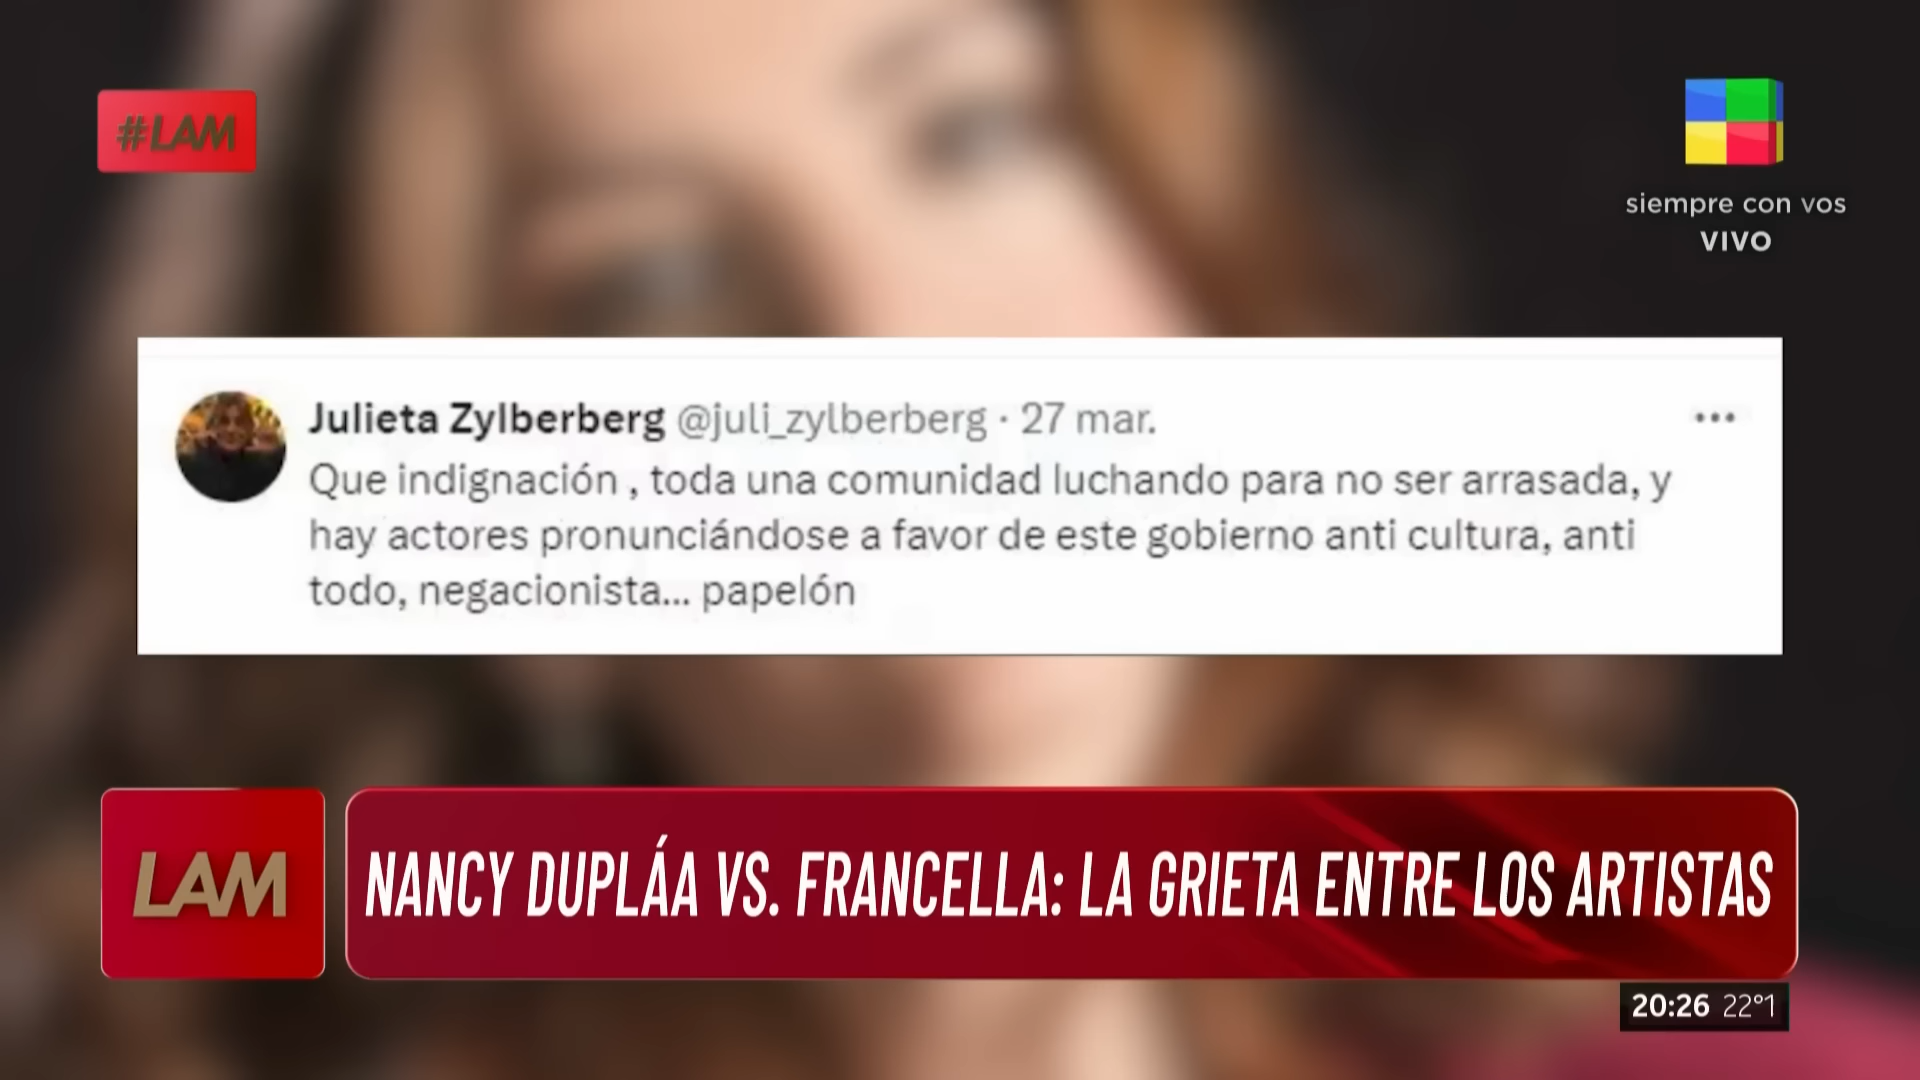 #LAM
siempre con vos
VIVO
Julieta Zylberberg @juli_zylberberg · 27 mar.
Que indignación , toda una comunidad luchando para no ser arrasada, y
hay actores pronunciándose a favor de este gobierno anti cultura, anti
todo, negacionista... papelón
LAM
NANCY DUPLÁA VS. FRANCELLA: LA GRIETA ENTRE LOS ARTISTAS
20:26 22°1